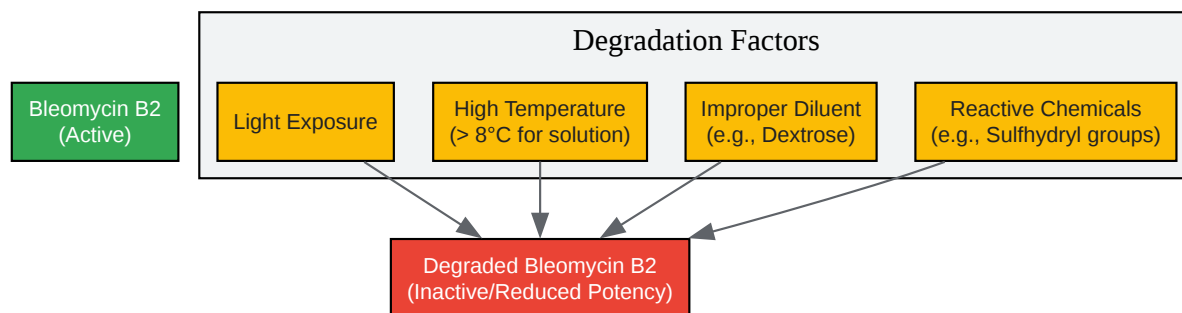 Degradation Factors
Bleomycin B2
(Active)
Light Exposure
High Temperature
(> 8°C for solution)
Improper Diluent
(e.g., Dextrose)
Reactive Chemicals
(e.g., Sulfhydryl groups)
Degraded Bleomycin B2
(Inactive/Reduced Potency)